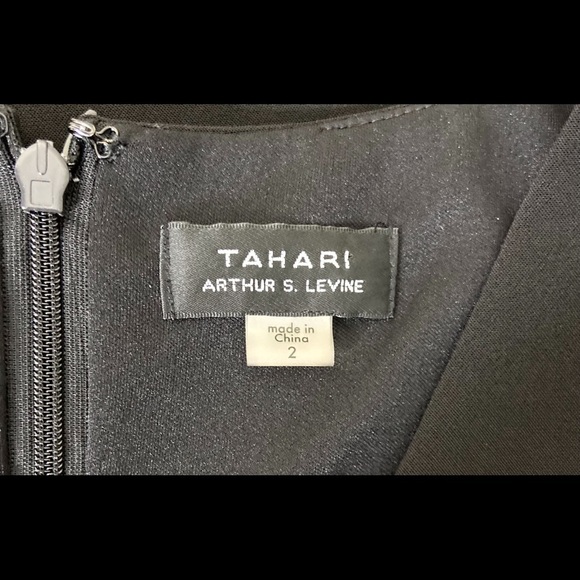 TAHARI
ARTHUR S. LEVINE
made in
China
2